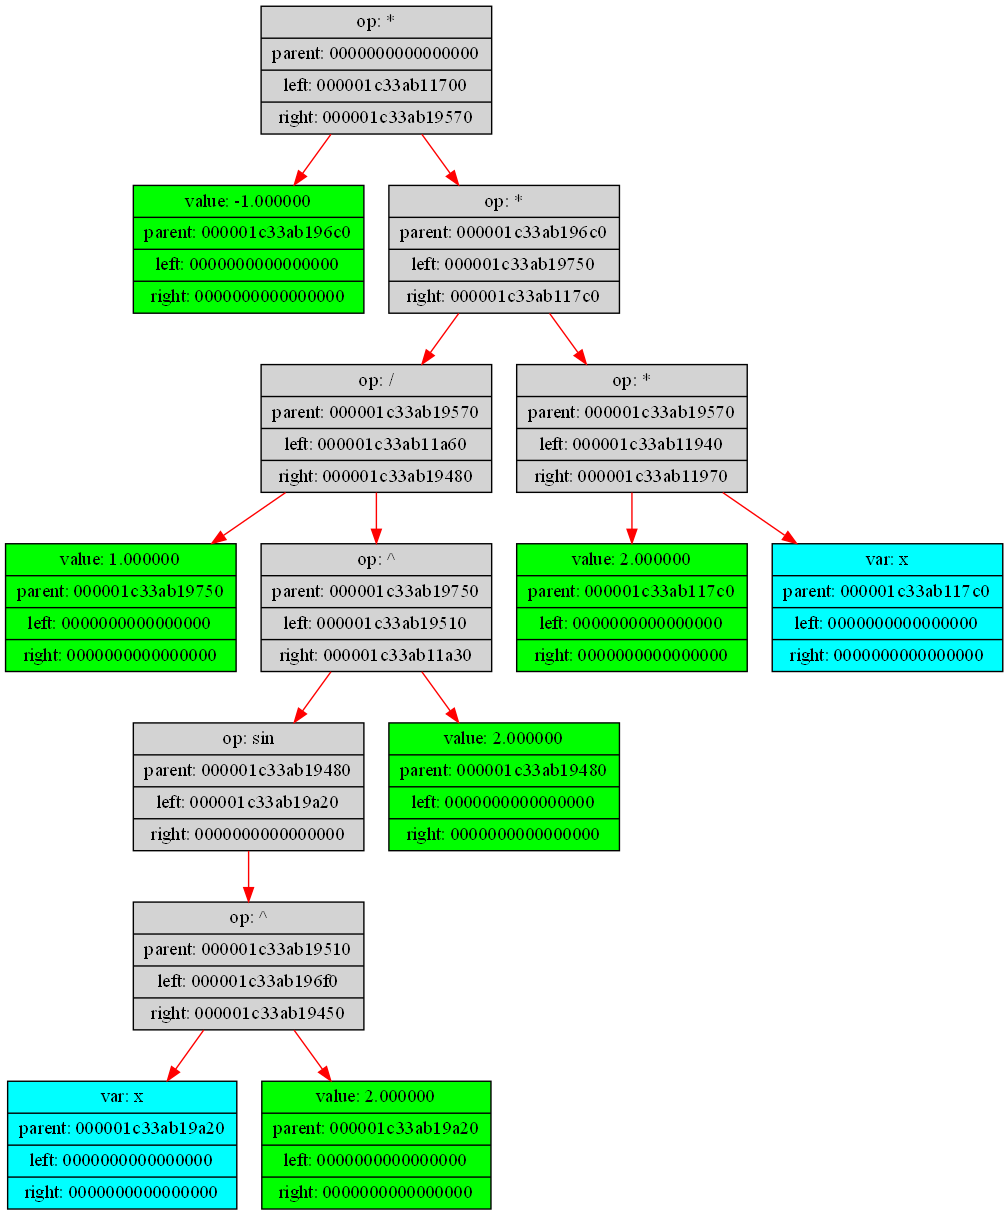 op: *
parent: 0000000000000000
left: 000001c33ab11700
right: 000001c33ab19570
value: -1.000000
parent: 000001c33ab196c0
left: 0000000000000000
right: 0000000000000000
op: *
parent: 000001c33ab196c0
left: 000001c33ab19750
right: 000001c33ab117c0
op: /
parent: 000001c33ab19570
left: 000001c33ab11a60
right: 000001c33ab19480
op: *
parent: 000001c33ab19570
left: 000001c33ab11940
right: 000001c33ab11970
value: 1.000000
parent: 000001c33ab19750
left: 0000000000000000
right: 0000000000000000
op: ^
parent: 000001c33ab19750
left: 000001c33ab19510
right: 000001c33ab11a30
value: 2.000000
parent: 000001c33ab117c0
left: 0000000000000000
right: 0000000000000000
var: x
parent: 000001c33ab117c0
left: 0000000000000000
right: 0000000000000000
op: sin
parent: 000001c33ab19480
left: 000001c33ab19a20
right: 0000000000000000
value: 2.000000
parent: 000001c33ab19480
left: 0000000000000000
right: 0000000000000000
op: ^
parent: 000001c33ab19510
left: 000001c33ab196f0
right: 000001c33ab19450
var: x
parent: 000001c33ab19a20
left: 0000000000000000
right: 0000000000000000
value: 2.000000
parent: 000001c33ab19a20
left: 0000000000000000
right: 0000000000000000